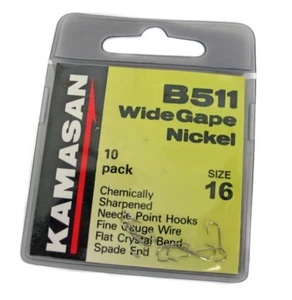 KAMASAN
B511
Wide Gape
Nickel
10
pack
SIZE
16
Chemically
Sharpened
Needle Point Hooks
Fine Gauge Wire
Flat Crystal Bend
Spade End